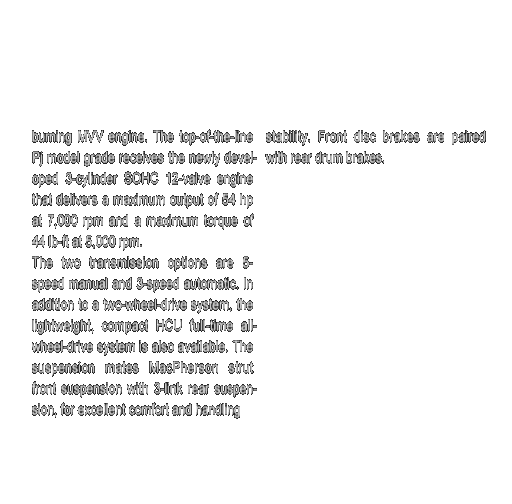 burning MVV engine. The top-of-the-line
Pj model grade receives the newly devel-
oped 3-cylinder SOHC 12-valve engine
that delivers a maximum output of 54 hp
at 7,000 rpm and a maximum torque of
44 lb-ft at 5,000 rpm.
The two transmission options are 5-
speed manual and 3-speed automatic. In
addition to a two-wheel-drive system, the
lightweight, compact HCU full-time all-
wheel-drive system is also available. The
suspension mates MacPherson strut
front suspension with 3-link rear suspen-
sion, for excellent comfort and handling
stability. Front disc brakes are paired
with rear drum brakes.